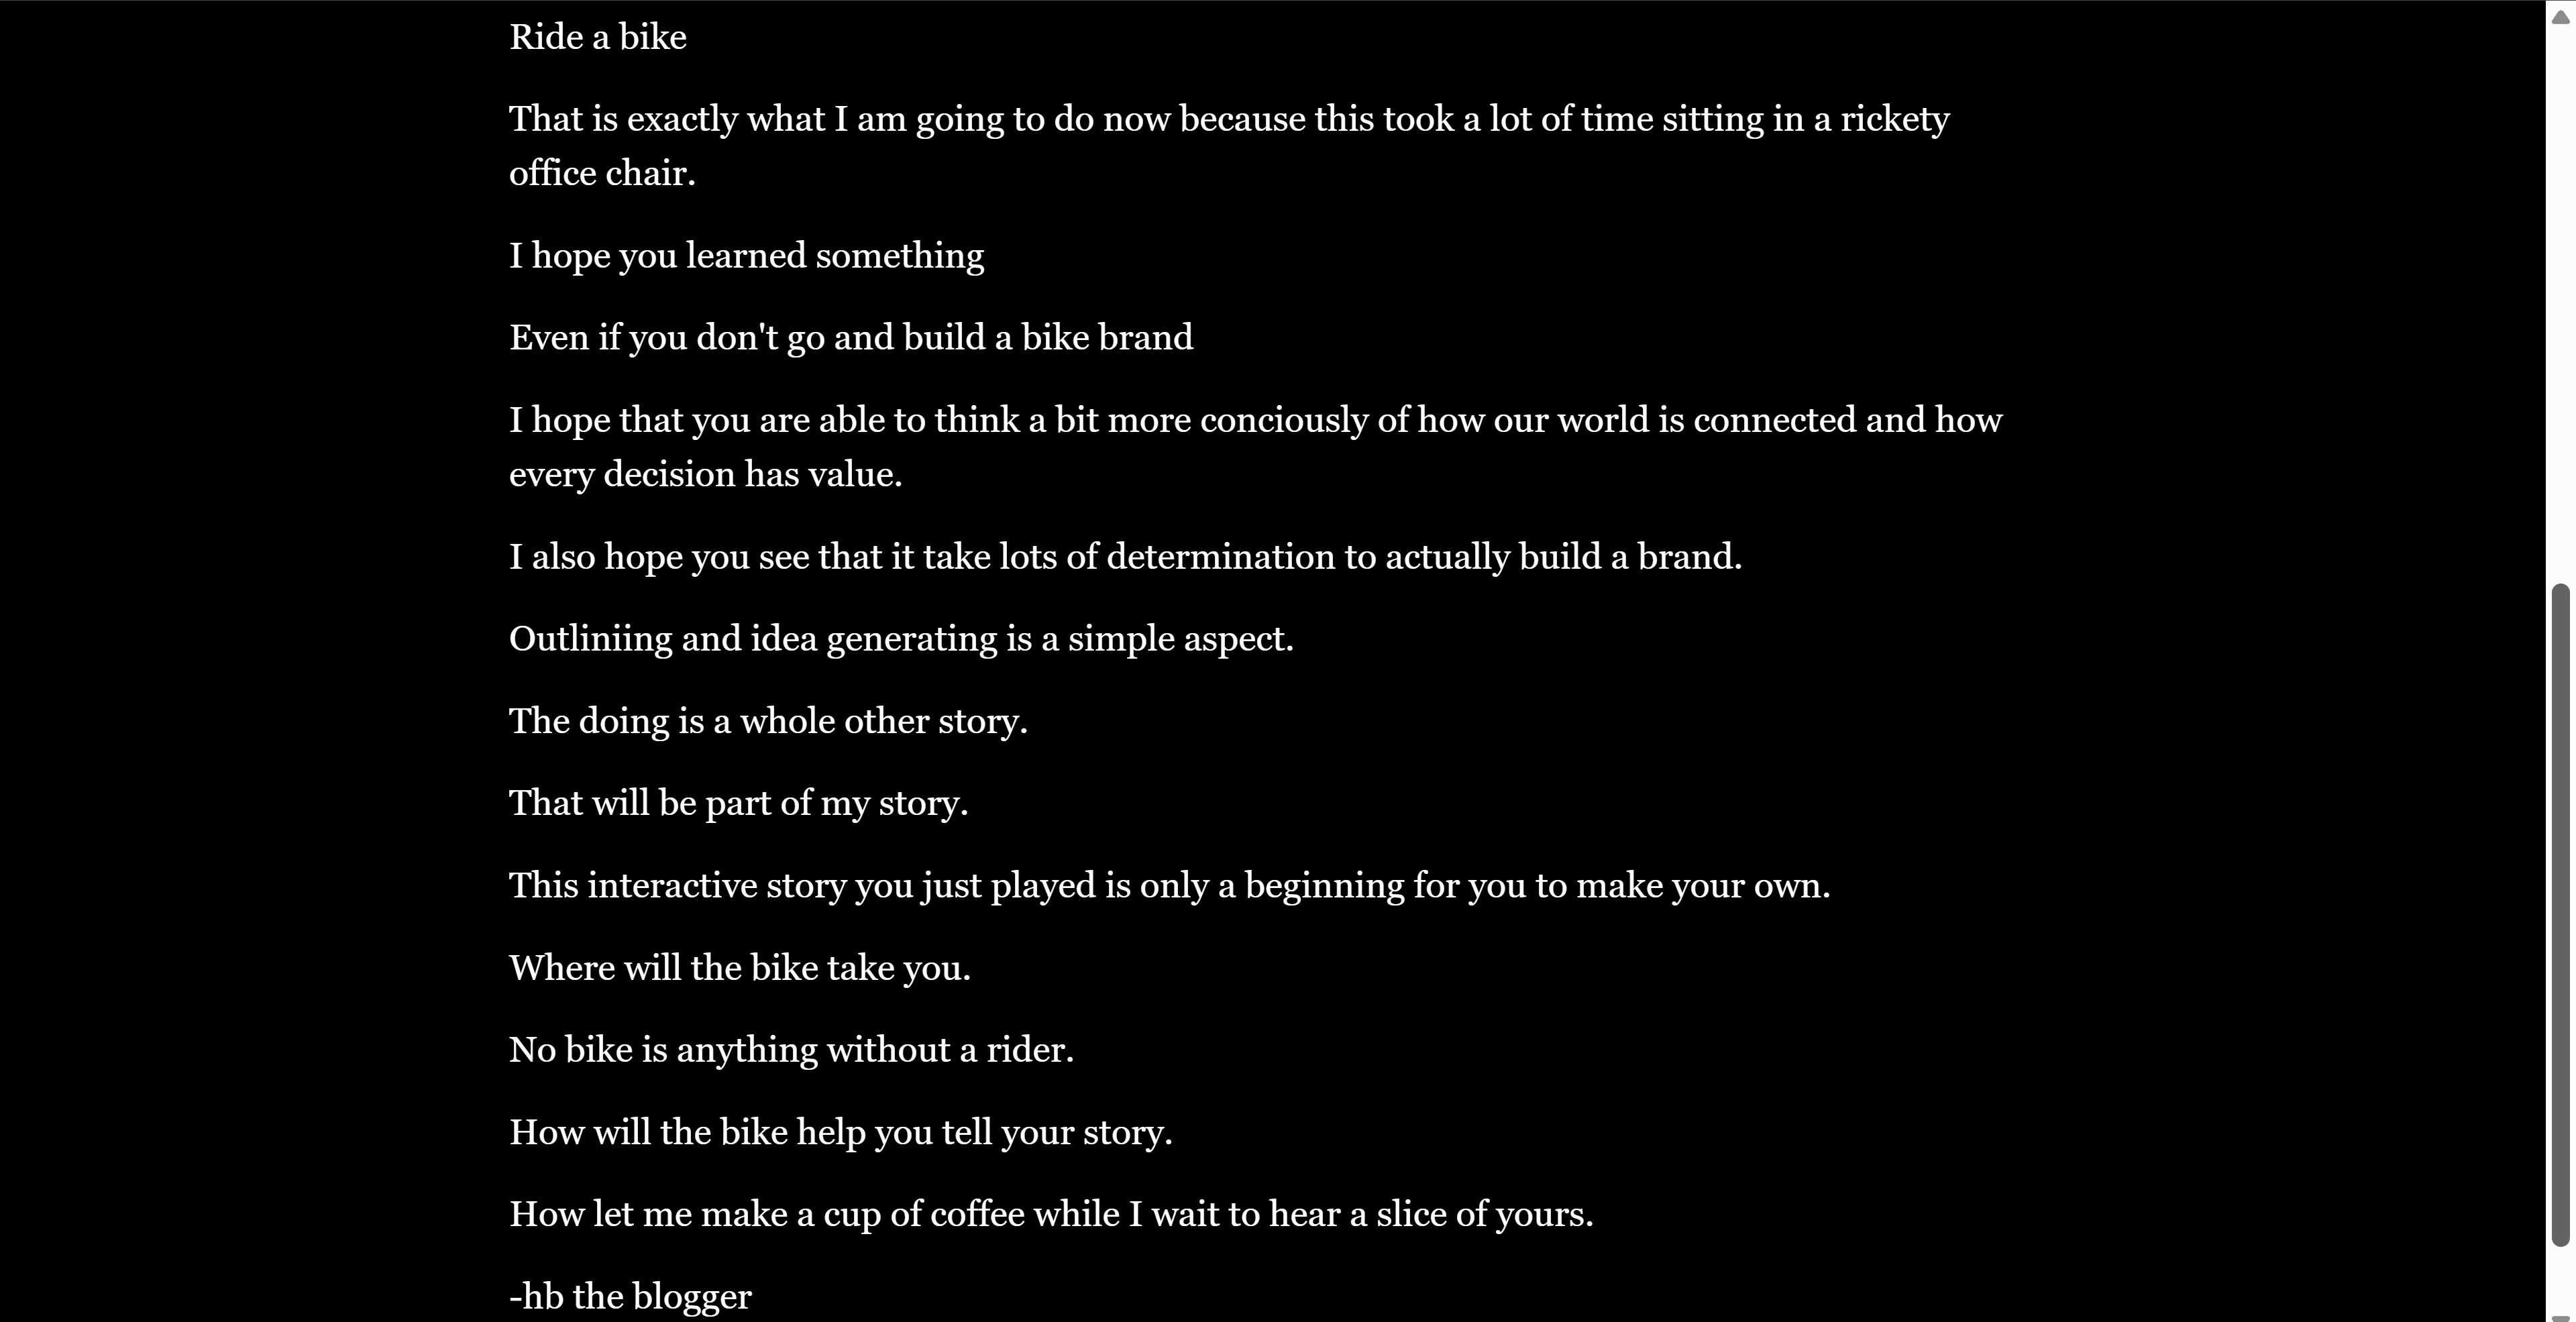 Ride a bike
That is exactly what I am going to do now because this took a lot of time sitting in a rickety
office chair.
I hope you learned something
Even if you don't go and build a bike brand
I hope that you are able to think a bit more conciously of how our world is connected and how
every decision has value.
I also hope you see that it take lots of determination to actually build a brand.
Outliniing and idea generating is a simple aspect.
The doing is a whole other story.
That will be part of my story.
This interactive story you just played is only a beginning for you to make your own.
Where will the bike take you.
No bike is anything without a rider.
How will the bike help you tell your story.
How let me make a cup of coffee while I wait to hear a slice of yours.
-hb the blogger